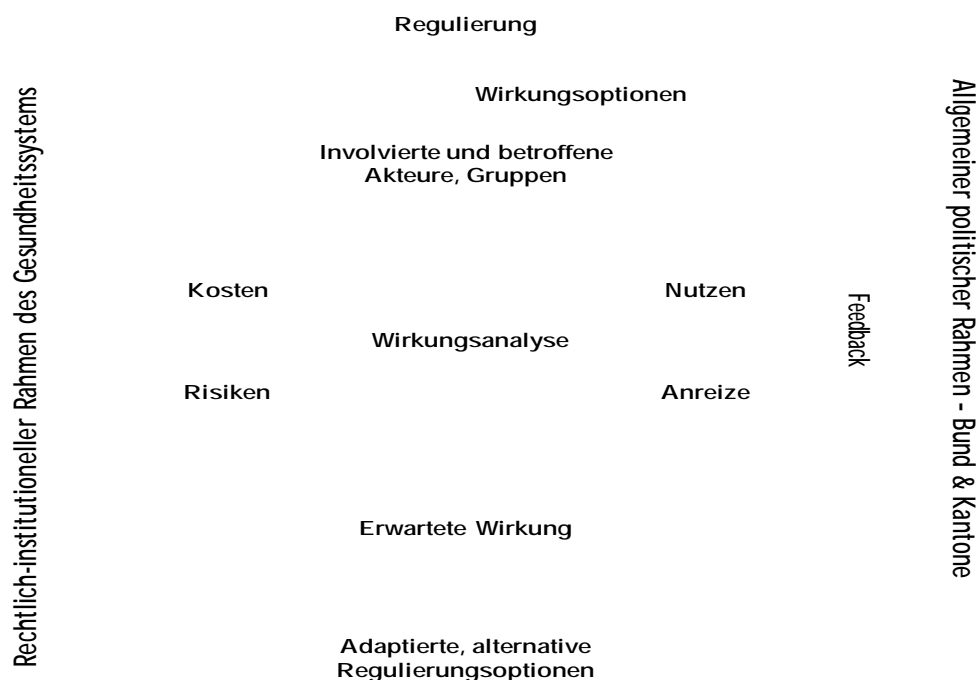 Regulierung
Wirkungsoptionen
Involvierte und betroffene
Akteure, Gruppen
Kosten
Nutzen
Wirkungsanalyse
Risiken
Anreize
Erwartete Wirkung
Adaptierte, alternative
Regulierungsoptionen
Rechtlich-institutioneller Rahmen des Gesundheitssystems
Feedback
Allgemeiner politischer Rahmen - Bund & Kantone